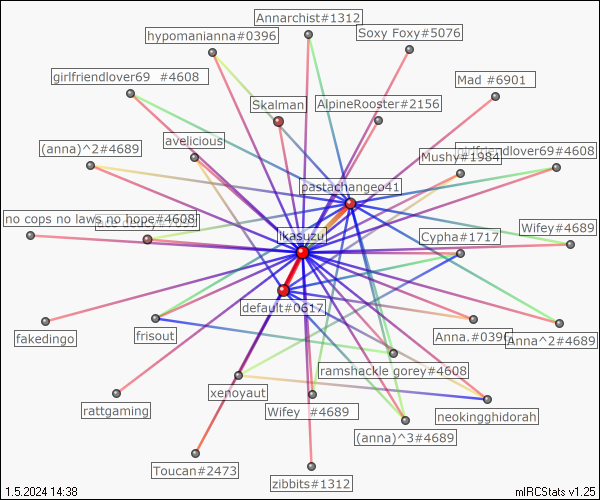 Annarchist#1312
hypomanianna#0396
Soxy Foxy#5076
girlfriendlover69 #4608
Mad #6901
Skalman
AlpineRooster#2156
avelicious
(anna)^2#4689
Mushy#1984
girlfriendlover69#4608
pastachangeo41
no cops no laws no hope#4608
Wifey#4689
ikasuzu
Cypha#1717
default#0617
fakedingo
frisout
Anna.#0396
Anna^2#4689
ramshackle gorey#4608
xenoyaut
rattgaming
Wifey #4689
neokingghidorah
(anna)^3#4689
Toucan#2473
zibbits#1312
1.5.2024 14:38
mIRCStats v1.25